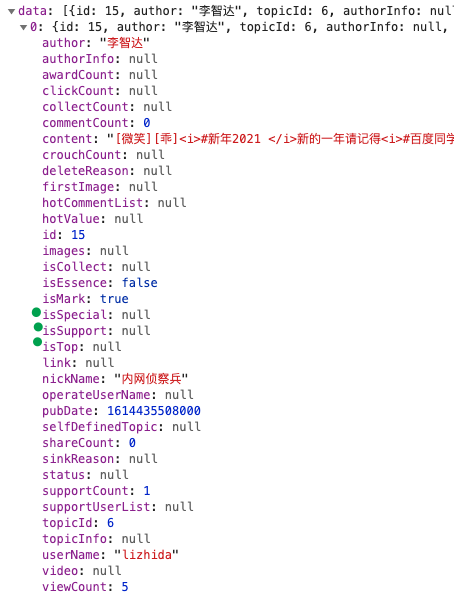 data: [{id: 15, author: "李智达", topicId: 6, authorInfo: nul
0: {id: 15, author: "李智达", topicId: 6, authorInfo: null,
author: "李智达"
authorInfo: null
awardCount: null
clickCount: null
collectCount: null
commentCount: 0
content: "[微笑][乖]<i>#新年2021 </i>新的一年请记得<i>#百度同学
crouchCount: null
deleteReason: null
firstImage: null
hotCommentList: null
hotValue: null
id: 15
images: null
isCollect: null
isEssence: false
isMark: true
isSpecial: null
isSupport: null
isTop: null
link: null
nickName: "内网侦察兵"
operateUserName: null
pubDate: 1614435508000
selfDefinedTopic: null
shareCount: 0
sinkReason: null
status: null
supportCount: 1
supportUserList: null
topicId: 6
topicInfo: null
userName: "lizhida"
video: null
viewCount: 5